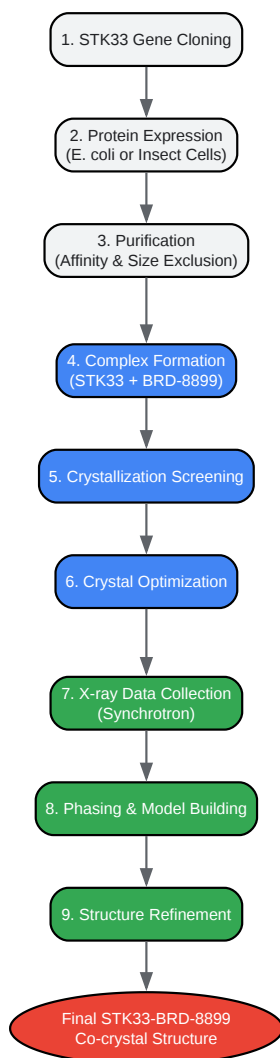 1. STK33 Gene Cloning
2. Protein Expression
(E. coli or Insect Cells)
3. Purification
(Affinity & Size Exclusion)
4. Complex Formation
(STK33 + BRD-8899)
5. Crystallization Screening
6. Crystal Optimization
7. X-ray Data Collection
(Synchrotron)
8. Phasing & Model Building
9. Structure Refinement
Final STK33-BRD-8899
Co-crystal Structure